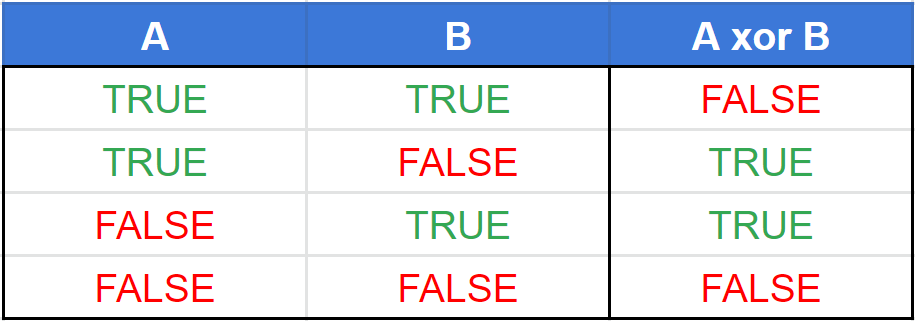 A B A xor B
TRUE TRUE FALSE
TRUE FALSE TRUE
FALSE TRUE TRUE
FALSE FALSE FALSE